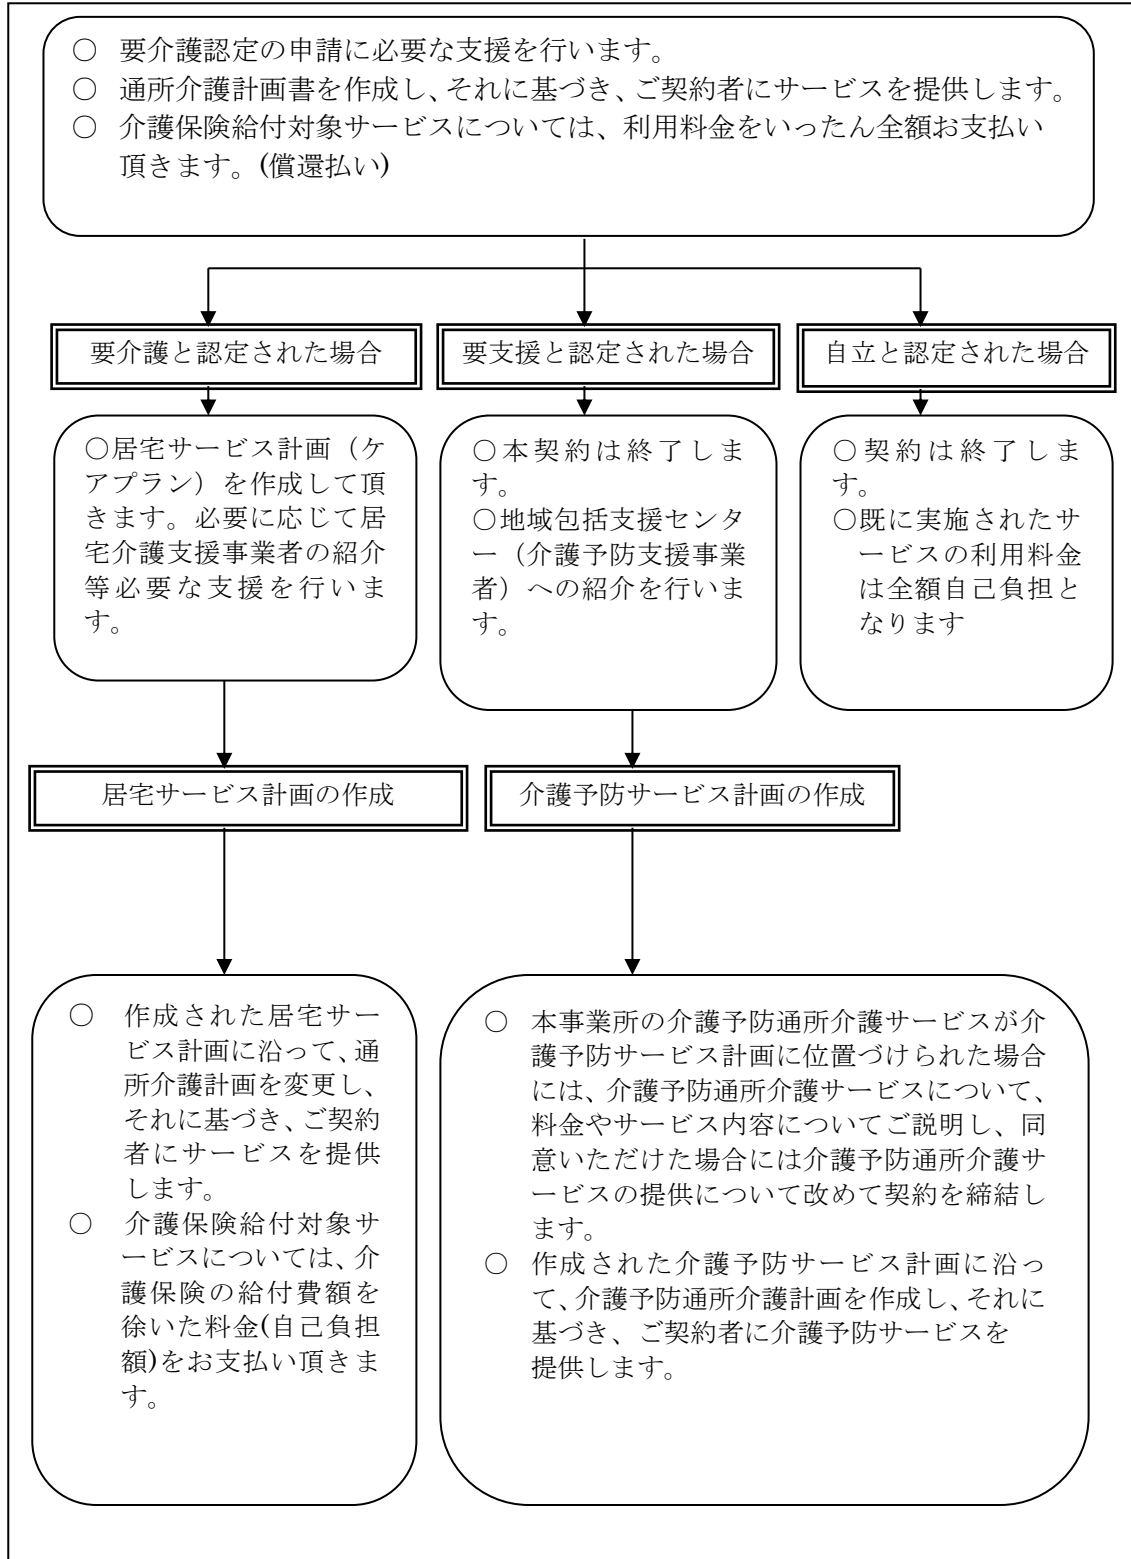 ○ 要介護認定の申請に必要な支援を行います。
○ 通所介護計画書を作成し、それに基づき、ご契約者にサービスを提供します。
○ 介護保険給付対象サービスについては、利用料金をいったん全額お支払い
頂きます。(償還払い)
要介護と認定された場合
要支援と認定された場合
自立と認定された場合
○居宅サービス計画（ケ
アプラン）を作成して頂
きます。必要に応じて居
宅介護支援事業者の紹介
等必要な支援を行いま
す。
○本契約は終了しま
す。
○地域包括支援センタ
ー（介護予防支援事業
者）への紹介を行いま
す。
○契約は終了しま
す。
○既に実施されたサ
ービスの利用料金
は全額自己負担と
なります
居宅サービス計画の作成
介護予防サービス計画の作成
○ 作成された居宅サー
ビス計画に沿って、通
所介護計画を変更し、
それに基づき、ご契約
者にサービスを提供
します。
○ 介護保険給付対象サ
ービスについては、介
護保険の給付費額を
徐いた料金(自己負担
額)をお支払い頂きま
す。
○ 本事業所の介護予防通所介護サービスが介
護予防サービス計画に位置づけられた場合
には、介護予防通所介護サービスについて、
料金やサービス内容についてご説明し、同
意いただけた場合には介護予防通所介護サ
ービスの提供について改めて契約を締結し
ます。
○ 作成された介護予防サービス計画に沿っ
て、介護予防通所介護計画を作成し、それに
基づき、ご契約者に介護予防サービスを
提供します。